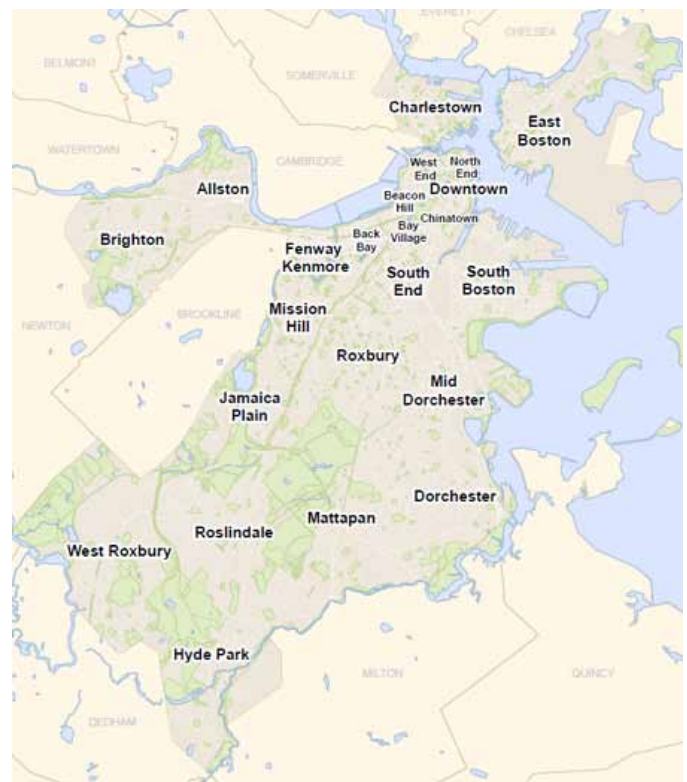 EVERETT
CHELSEA
BELMONT
SOMERVILLE
Charlestown
East
Boston
WATERTOWN
CAMBRIDGE
West
End
North
End
Allston
Downtown
Beacon
Hill
Chinatown
Bay
Village
Back
Bay
Brighton
Fenway
Kenmore
South
End
South
Boston
BROOKLINE
Mission
Hill
NEWTON
Roxbury
Mid
Dorchester
Jamaica
Plain
Dorchester
Mattapan
Roslindale
West Roxbury
Hyde Park
MILTON
QUINCY
DEDHAM